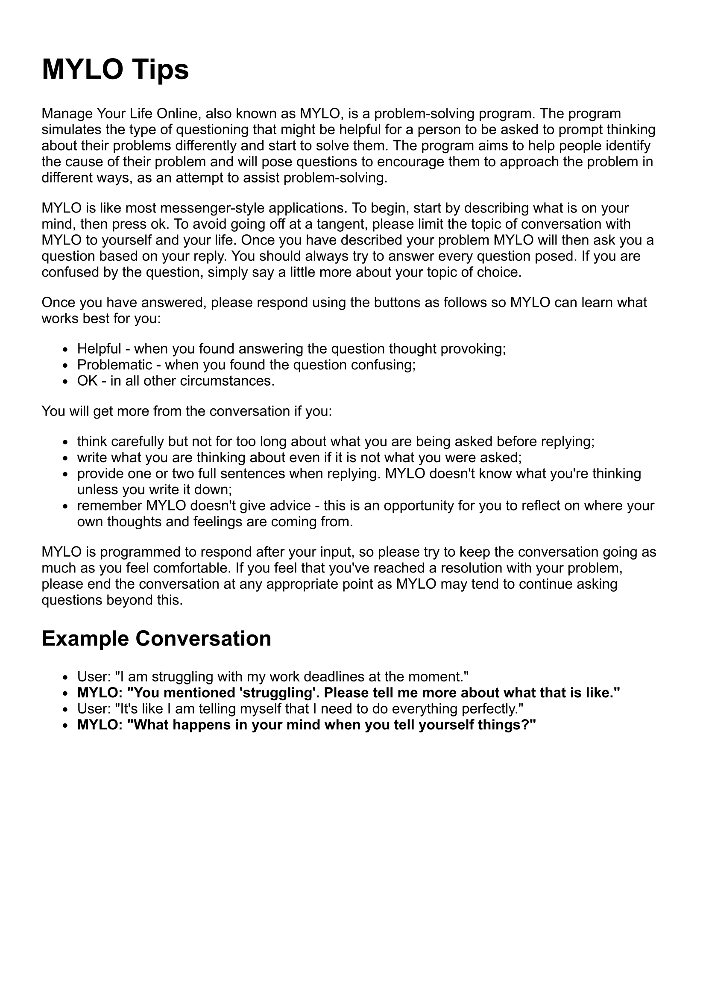 MYLO Tips
Manage Your Life Online, also known as MYLO, is a problem-solving program. The program
simulates the type of questioning that might be helpful for a person to be asked to prompt thinking
about their problems differently and start to solve them. The program aims to help people identify
the cause of their problem and will pose questions to encourage them to approach the problem in
different ways, as an attempt to assist problem-solving.
MYLO is like most messenger-style applications. To begin, start by describing what is on your
mind, then press ok. To avoid going off at a tangent, please limit the topic of conversation with
MYLO to yourself and your life. Once you have described your problem MYLO will then ask you a
question based on your reply. You should always try to answer every question posed. If you are
confused by the question, simply say a little more about your topic of choice.
Once you have answered, please respond using the buttons as follows so MYLO can learn what
works best for you:
• Helpful - when you found answering the question thought provoking;
• Problematic - when you found the question confusing;
• OK - in all other circumstances.
You will get more from the conversation if you:
• think carefully but not for too long about what you are being asked before replying;
• write what you are thinking about even if it is not what you were asked;
• provide one or two full sentences when replying. MYLO doesn't know what you're thinking
unless you write it down;
• remember MYLO doesn't give advice - this is an opportunity for you to reflect on where your
own thoughts and feelings are coming from.
MYLO is programmed to respond after your input, so please try to keep the conversation going as
much as you feel comfortable. If you feel that you've reached a resolution with your problem,
please end the conversation at any appropriate point as MYLO may tend to continue asking
questions beyond this.
Example Conversation
• User: "I am struggling with my work deadlines at the moment."
• MYLO: "You mentioned 'struggling'. Please tell me more about what that is like."
• User: "It's like I am telling myself that I need to do everything perfectly."
• MYLO: "What happens in your mind when you tell yourself things?"